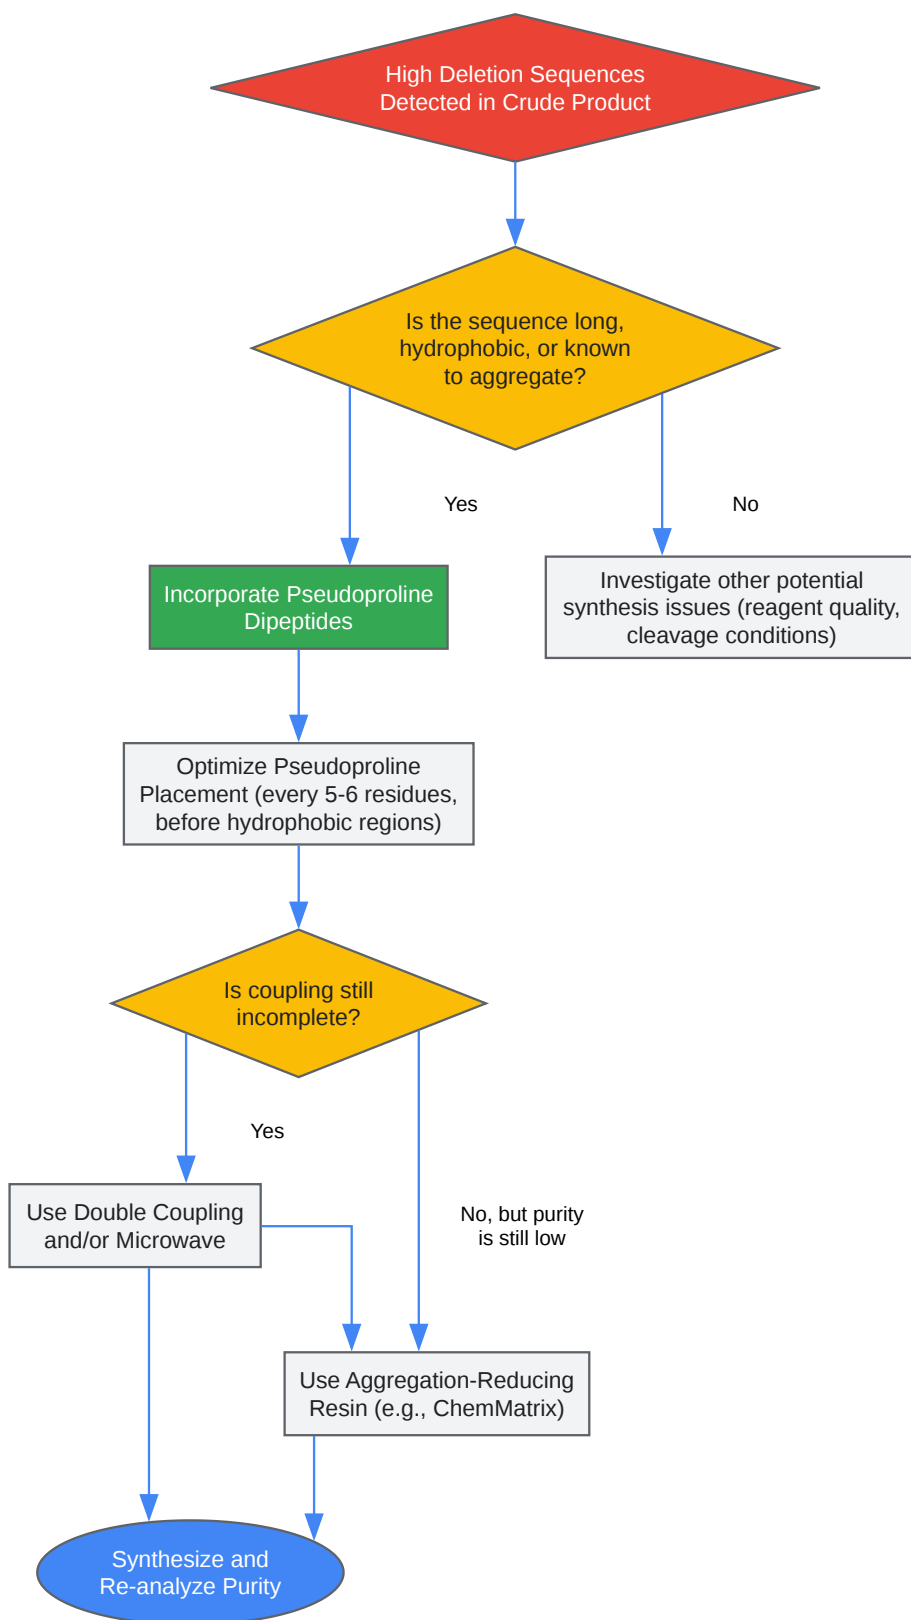 High Deletion Sequences
Detected in Crude Product
Is the sequence long,
hydrophobic, or known
to aggregate?
Yes
No
Incorporate Pseudoproline
Dipeptides
Investigate other potential
synthesis issues (reagent quality,
cleavage conditions)
Optimize Pseudoproline
Placement (every 5-6 residues,
before hydrophobic regions)
Is coupling still
incomplete?
Yes
Use Double Coupling
and/or Microwave
No, but purity
is still low
Use Aggregation-Reducing
Resin (e.g., ChemMatrix)
Synthesize and
Re-analyze Purity